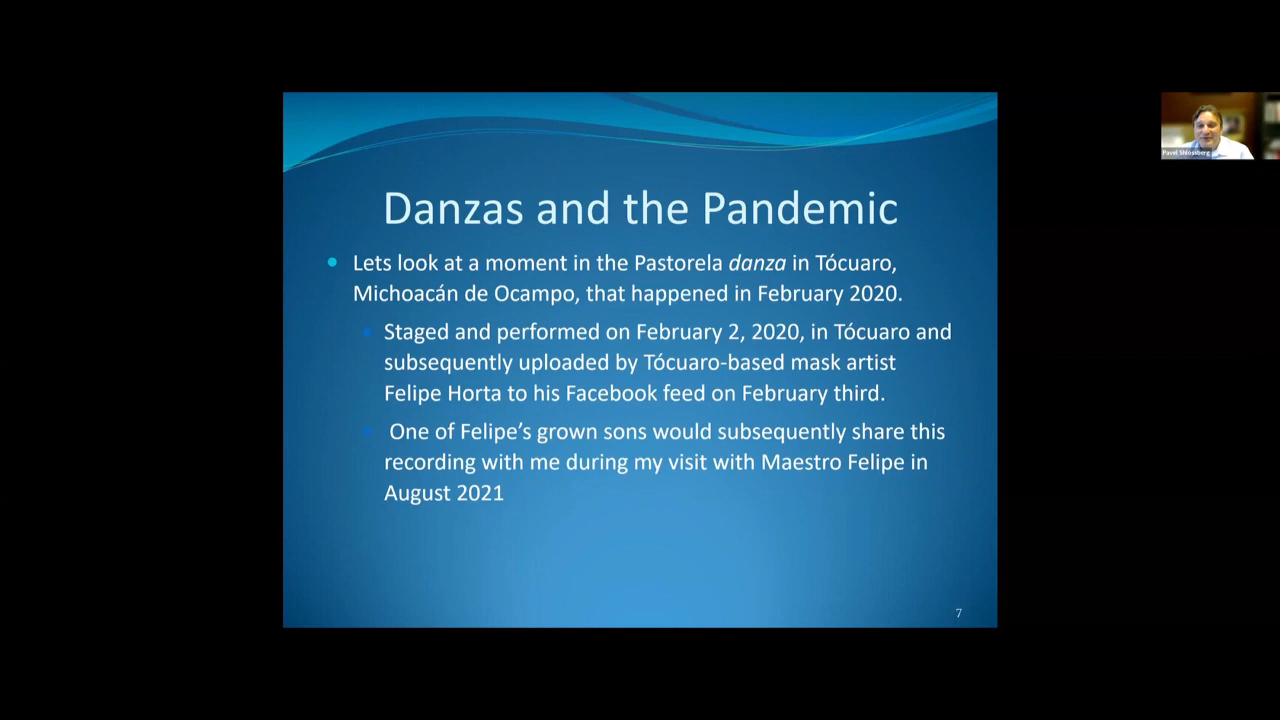 Danzas and the Pandemic
Lets look at a moment in the Pastorela danza in Tócuaro,
Michoacán de Ocampo, that happened in February 2020.
Staged and performed on February 2, 2020, in Tócuaro and
subsequently uploaded by Tócuaro-based mask artist
Felipe Horta to his Facebook feed on February third.
One of Felipe’s grown sons would subsequently share this
recording with me during my visit with Maestro Felipe in
August 2021
7
Pavel Shlossberg